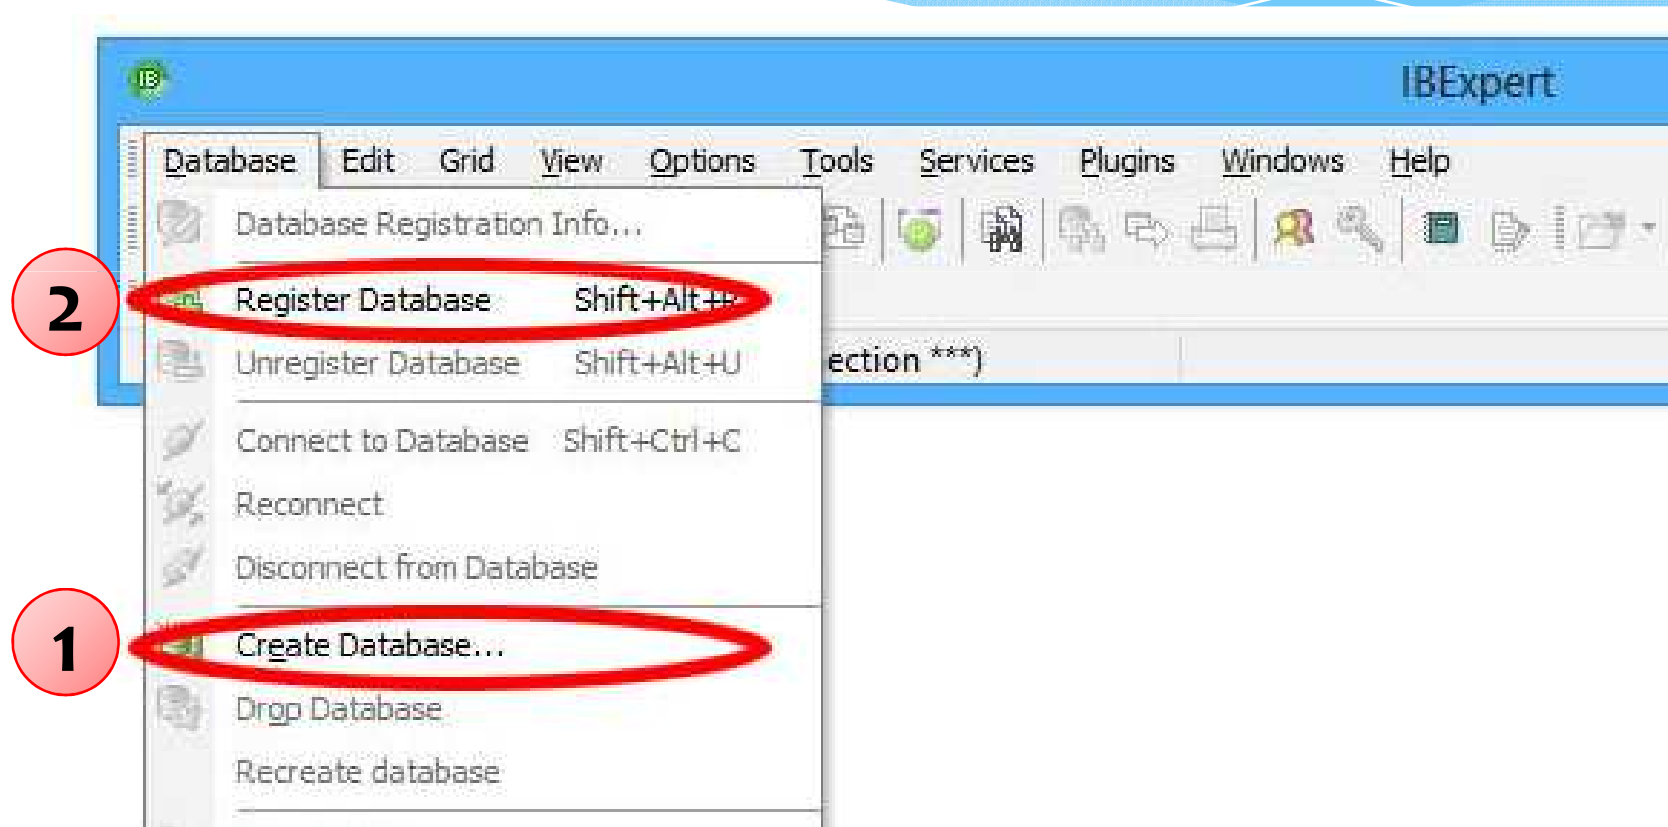 IB
IBExpert
Database Edit Grid View Options Tools Services Plugins Windows Help
Database Registration Info...
2
Register Database Shift+Alt+R
Unregister Database Shift+Alt+U
ection ***)
Connect to Database Shift+Ctrl+C
Reconnect
Disconnect from Database
1
Create Database...
Drop Database
Recreate database